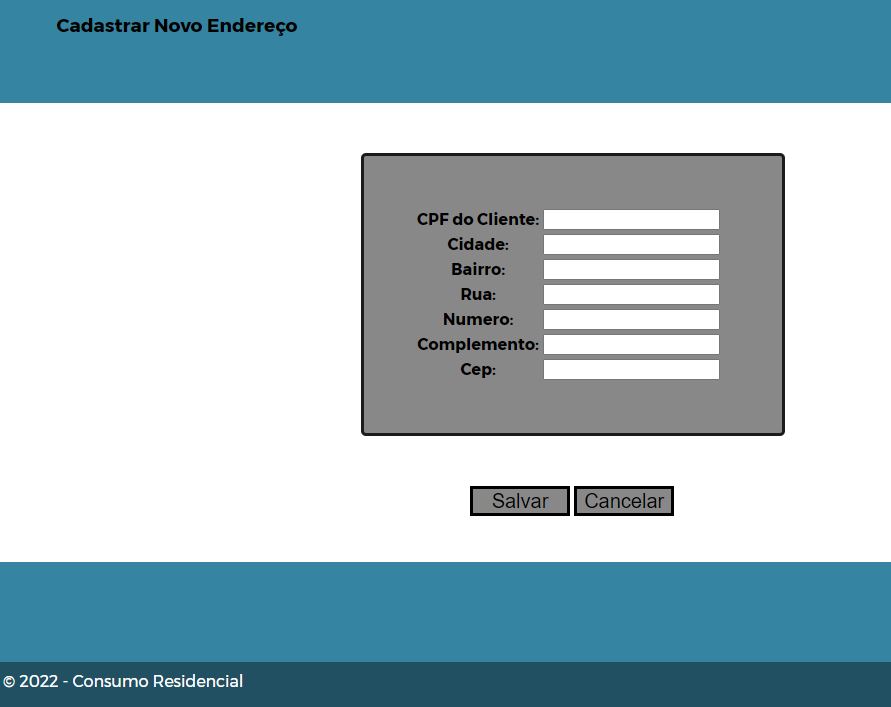 Cadastrar Novo Endereço
CPF do Cliente:
Cidade:
Bairro:
Rua:
Numero:
Complemento:
Cep:
Salvar Cancelar
© 2022 - Consumo Residencial